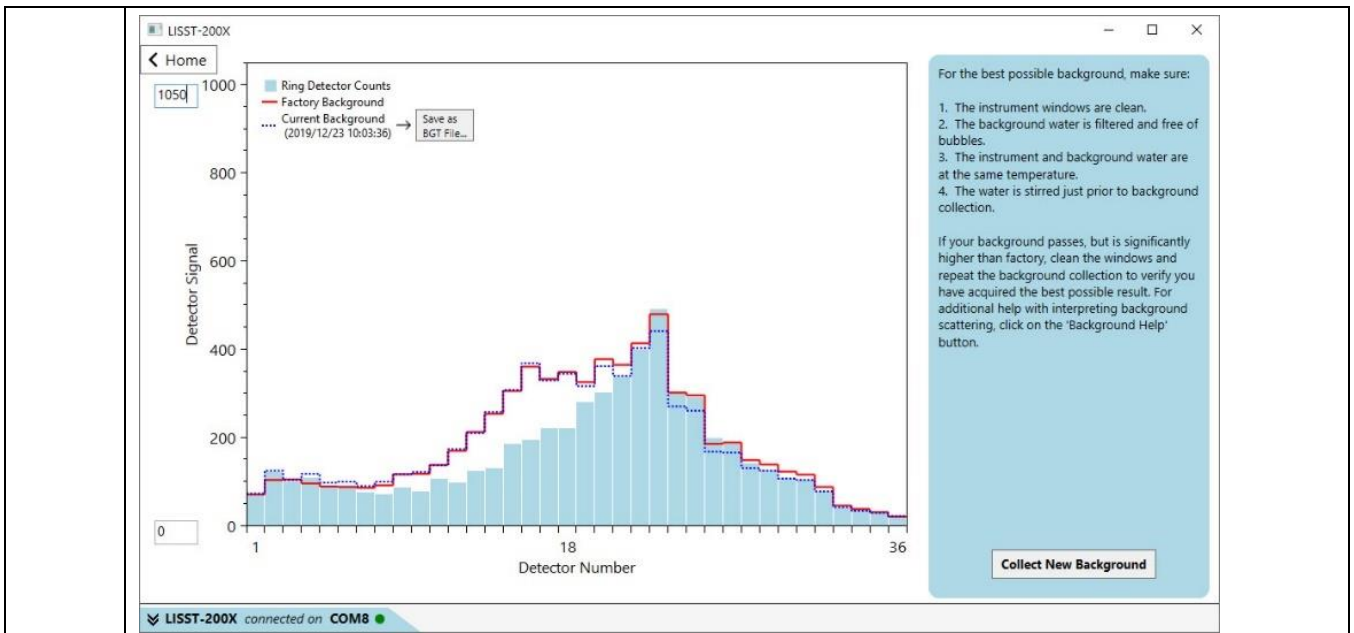 LISST-200X
Home
1050
1000
800
600
400
200
0
0
Detector Signal
Ring Detector Counts
Factory Background
Current Background
(2019/12/23 10:03:36)
→
Save as
BGT File...
1
18
36
Detector Number
For the best possible background, make sure:
1. The instrument windows are clean.
2. The background water is filtered and free of
bubbles.
3. The instrument and background water are
at the same temperature.
4. The water is stirred just prior to background
collection.
If your background passes, but is significantly
higher than factory, clean the windows and
repeat the background collection to verify you
have acquired the best possible result. For
additional help with interpreting background
scattering, click on the 'Background Help'
button.
Collect New Background
LISST-200X connected on COM8